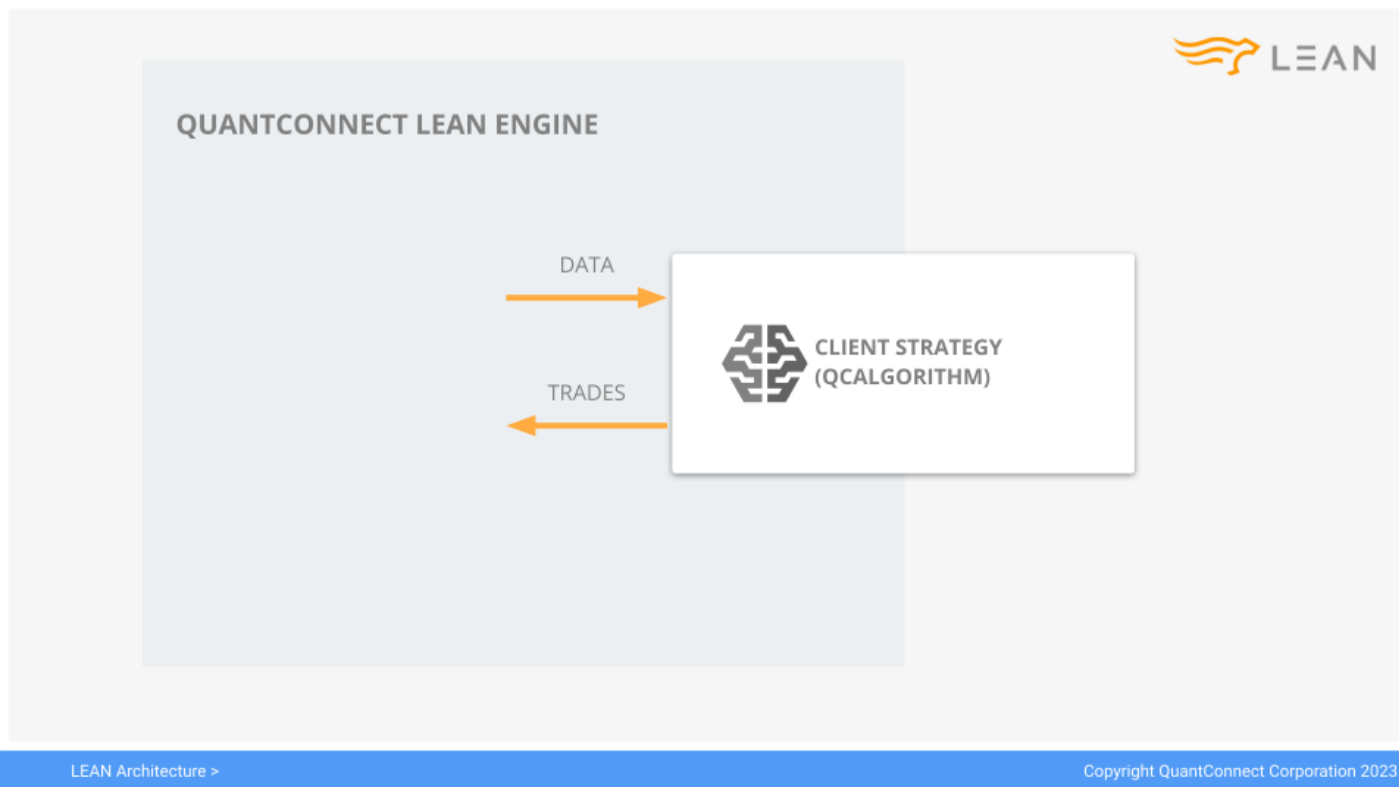 LEAN
QUANTCONNECT LEAN ENGINE
DATA
CLIENT STRATEGY
(QCALGORITHM)
TRADES
LEAN Architecture >
Copyright QuantConnect Corporation 2023